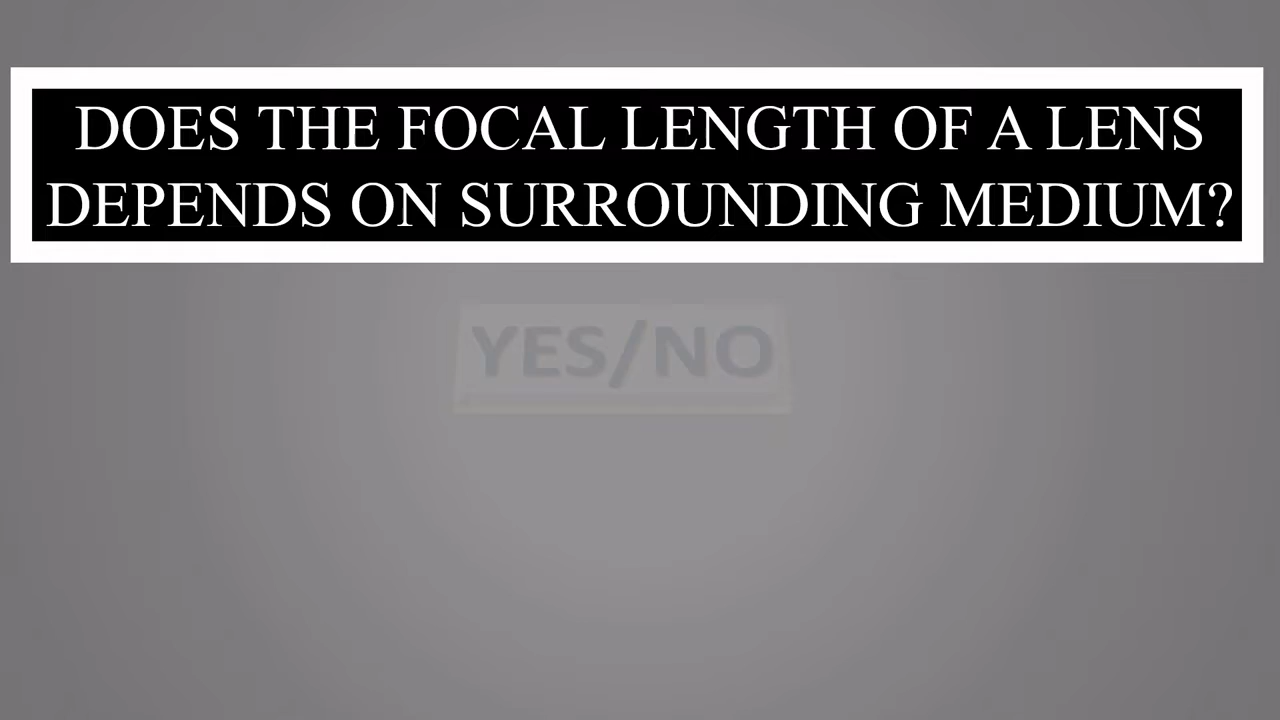 DOES THE FOCAL LENGTH OF A LENS
DEPENDS ON SURROUNDING MEDIUM?
YES/NO